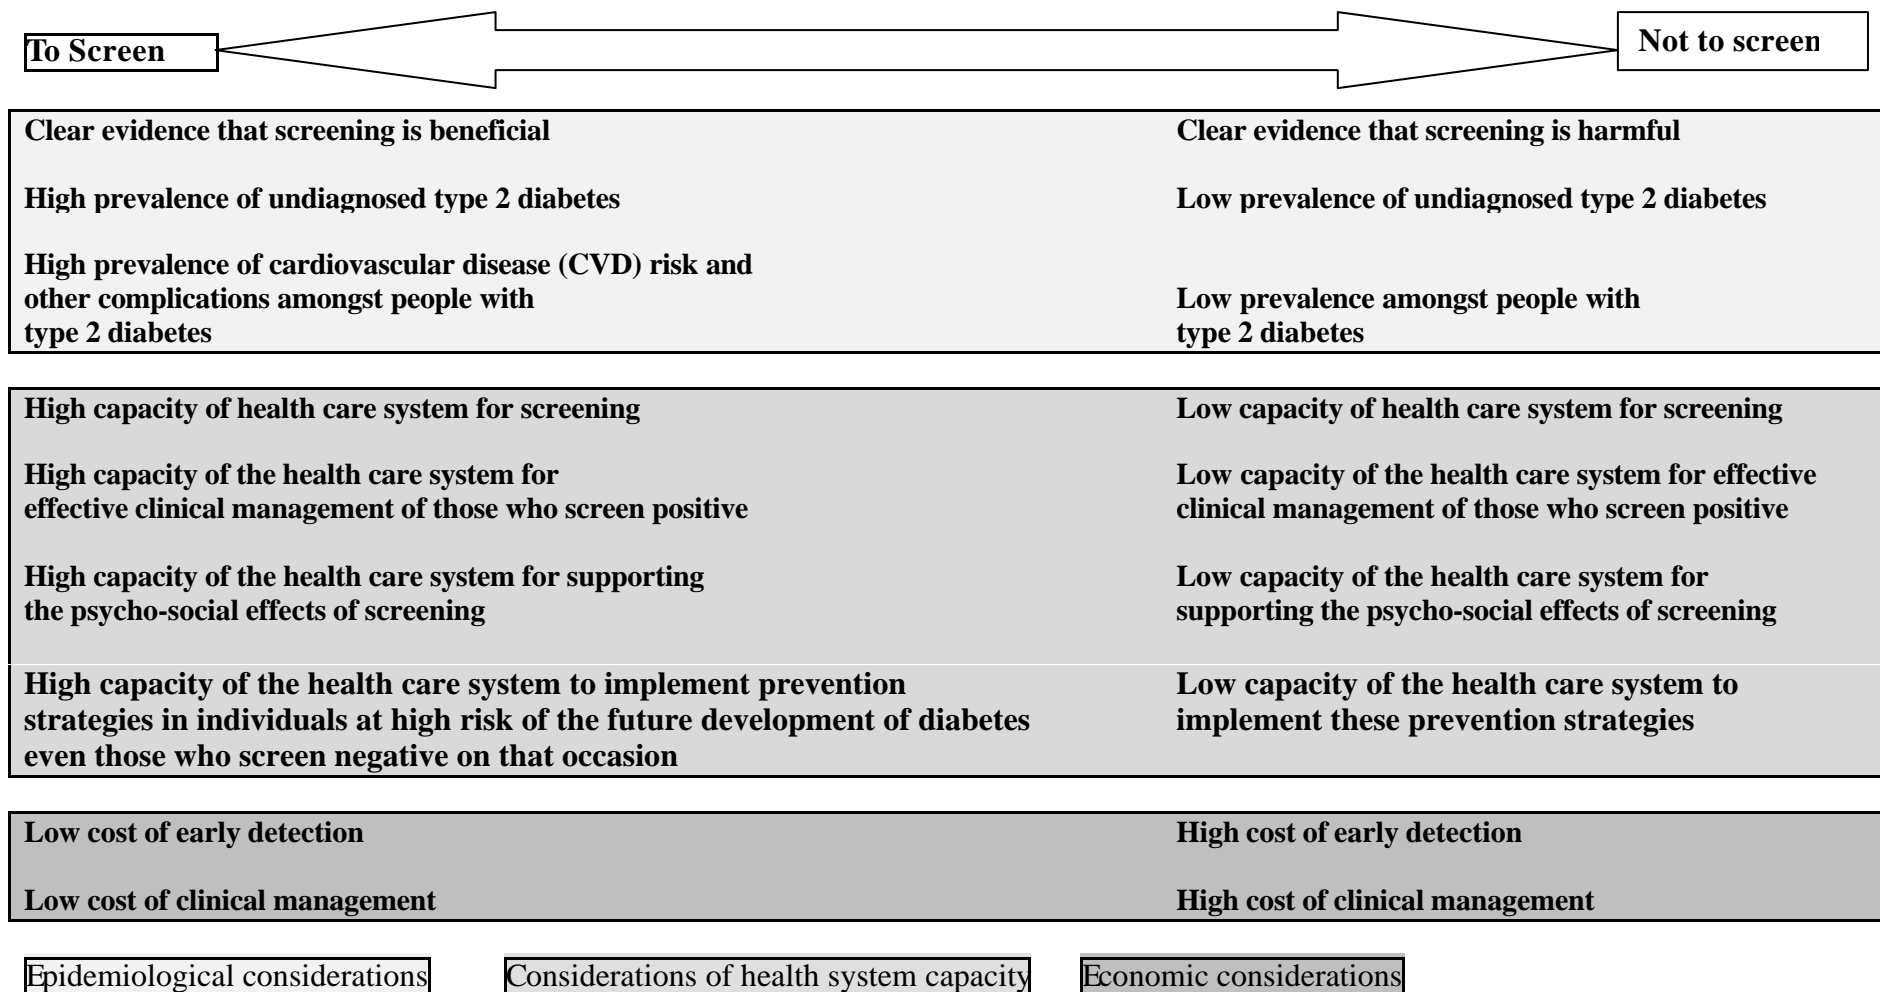 To Screen
Not to screen
Clear evidence that screening is beneficial
Clear evidence that screening is harmful
High prevalence of undiagnosed type 2 diabetes
Low prevalence of undiagnosed type 2 diabetes
High prevalence of cardiovascular disease (CVD) risk and
other complications amongst people with
type 2 diabetes
Low prevalence amongst people with
type 2 diabetes
High capacity of health care system for screening
Low capacity of health care system for screening
High capacity of the health care system for
effective clinical management of those who screen positive
Low capacity of the health care system for effective
clinical management of those who screen positive
High capacity of the health care system for supporting
the psycho-social effects of screening
Low capacity of the health care system for
supporting the psycho-social effects of screening
High capacity of the health care system to implement prevention
strategies in individuals at high risk of the future development of diabetes
even those who screen negative on that occasion
Low capacity of the health care system to
implement these prevention strategies
Low cost of early detection
High cost of early detection
Low cost of clinical management
High cost of clinical management
Epidemiological considerations
Considerations of health system capacity
Economic considerations